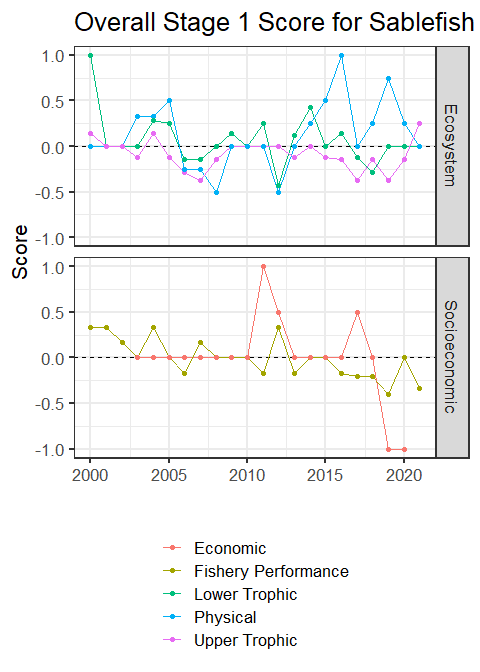 Overall Stage 1 Score for Sablefish
Score
1.0
0.5
0.0
-0.5
-1.0
Ecosystem
1.0
0.5
0.0
-0.5
-1.0
Socioeconomic
2000 2005 2010 2015 2020
Economic
Fishery Performance
Lower Trophic
Physical
Upper Trophic